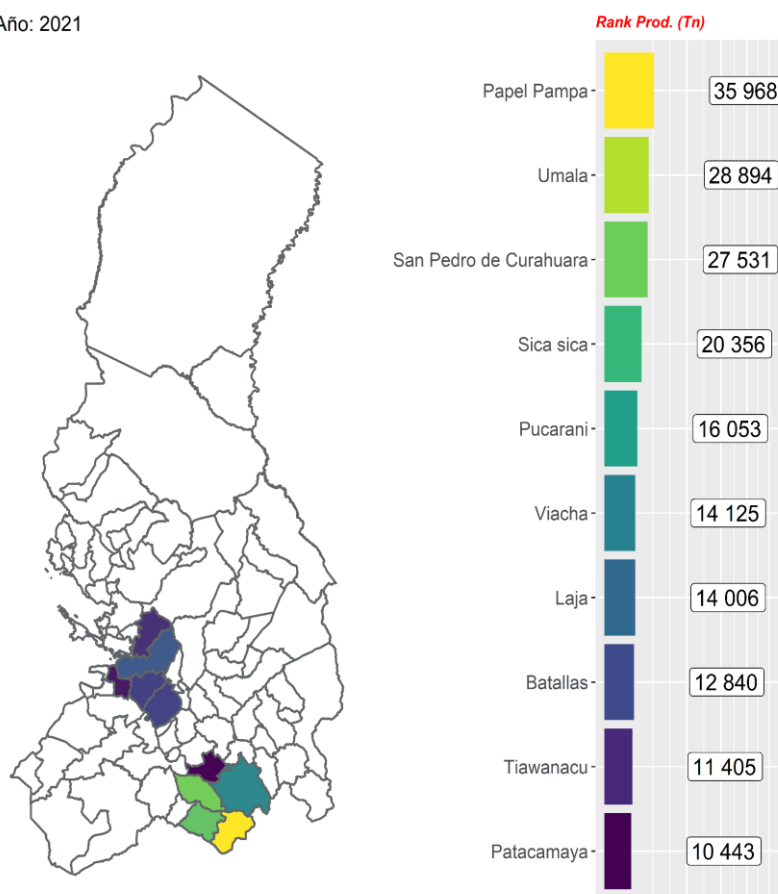 Año: 2021
Rank Prod. (Tn)
Papel Pampa 35 968
Umala 28 894
San Pedro de Curahuara 27 531
Sica sica 20 356
Pucarani 16 053
Viacha 14 125
Laja 14 006
Batallas 12 840
Tiawanacu 11 405
Patacamaya 10 443